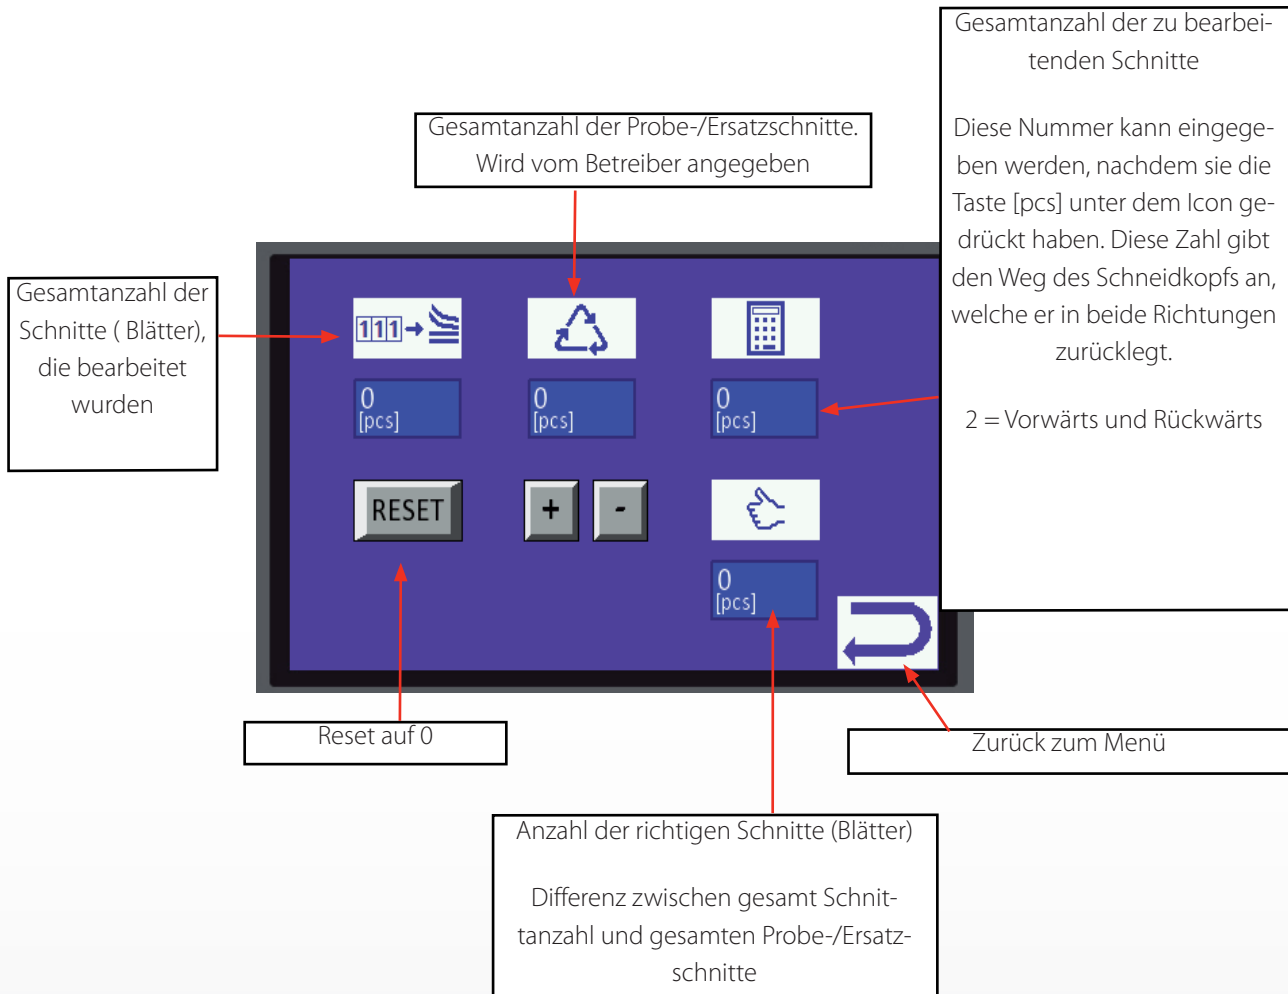 Gesamtanzahl der zu bearbei-
tenden Schnitte
Diese Nummer kann eingege-
ben werden, nachdem sie die
Taste [pcs] unter dem Icon ge-
drückt haben. Diese Zahl gibt
den Weg des Schneidkopfs an,
welche er in beide Richtungen
zurücklegt.
2 = Vorwärts und Rückwärts
Gesamtanzahl der Probe-/Ersatzschnitte.
Wird vom Betreiber angegeben
Gesamtanzahl der
Schnitte ( Blätter),
die bearbeitet
wurden
111
0
[pcs]
0
[pcs]
0
[pcs]
RESET
+
-
0
[pcs]
Reset auf 0
Zurück zum Menü
Anzahl der richtigen Schnitte (Blätter)
Differenz zwischen gesamt Schnit-
tanzahl und gesamten Probe-/Ersatz-
schnitte